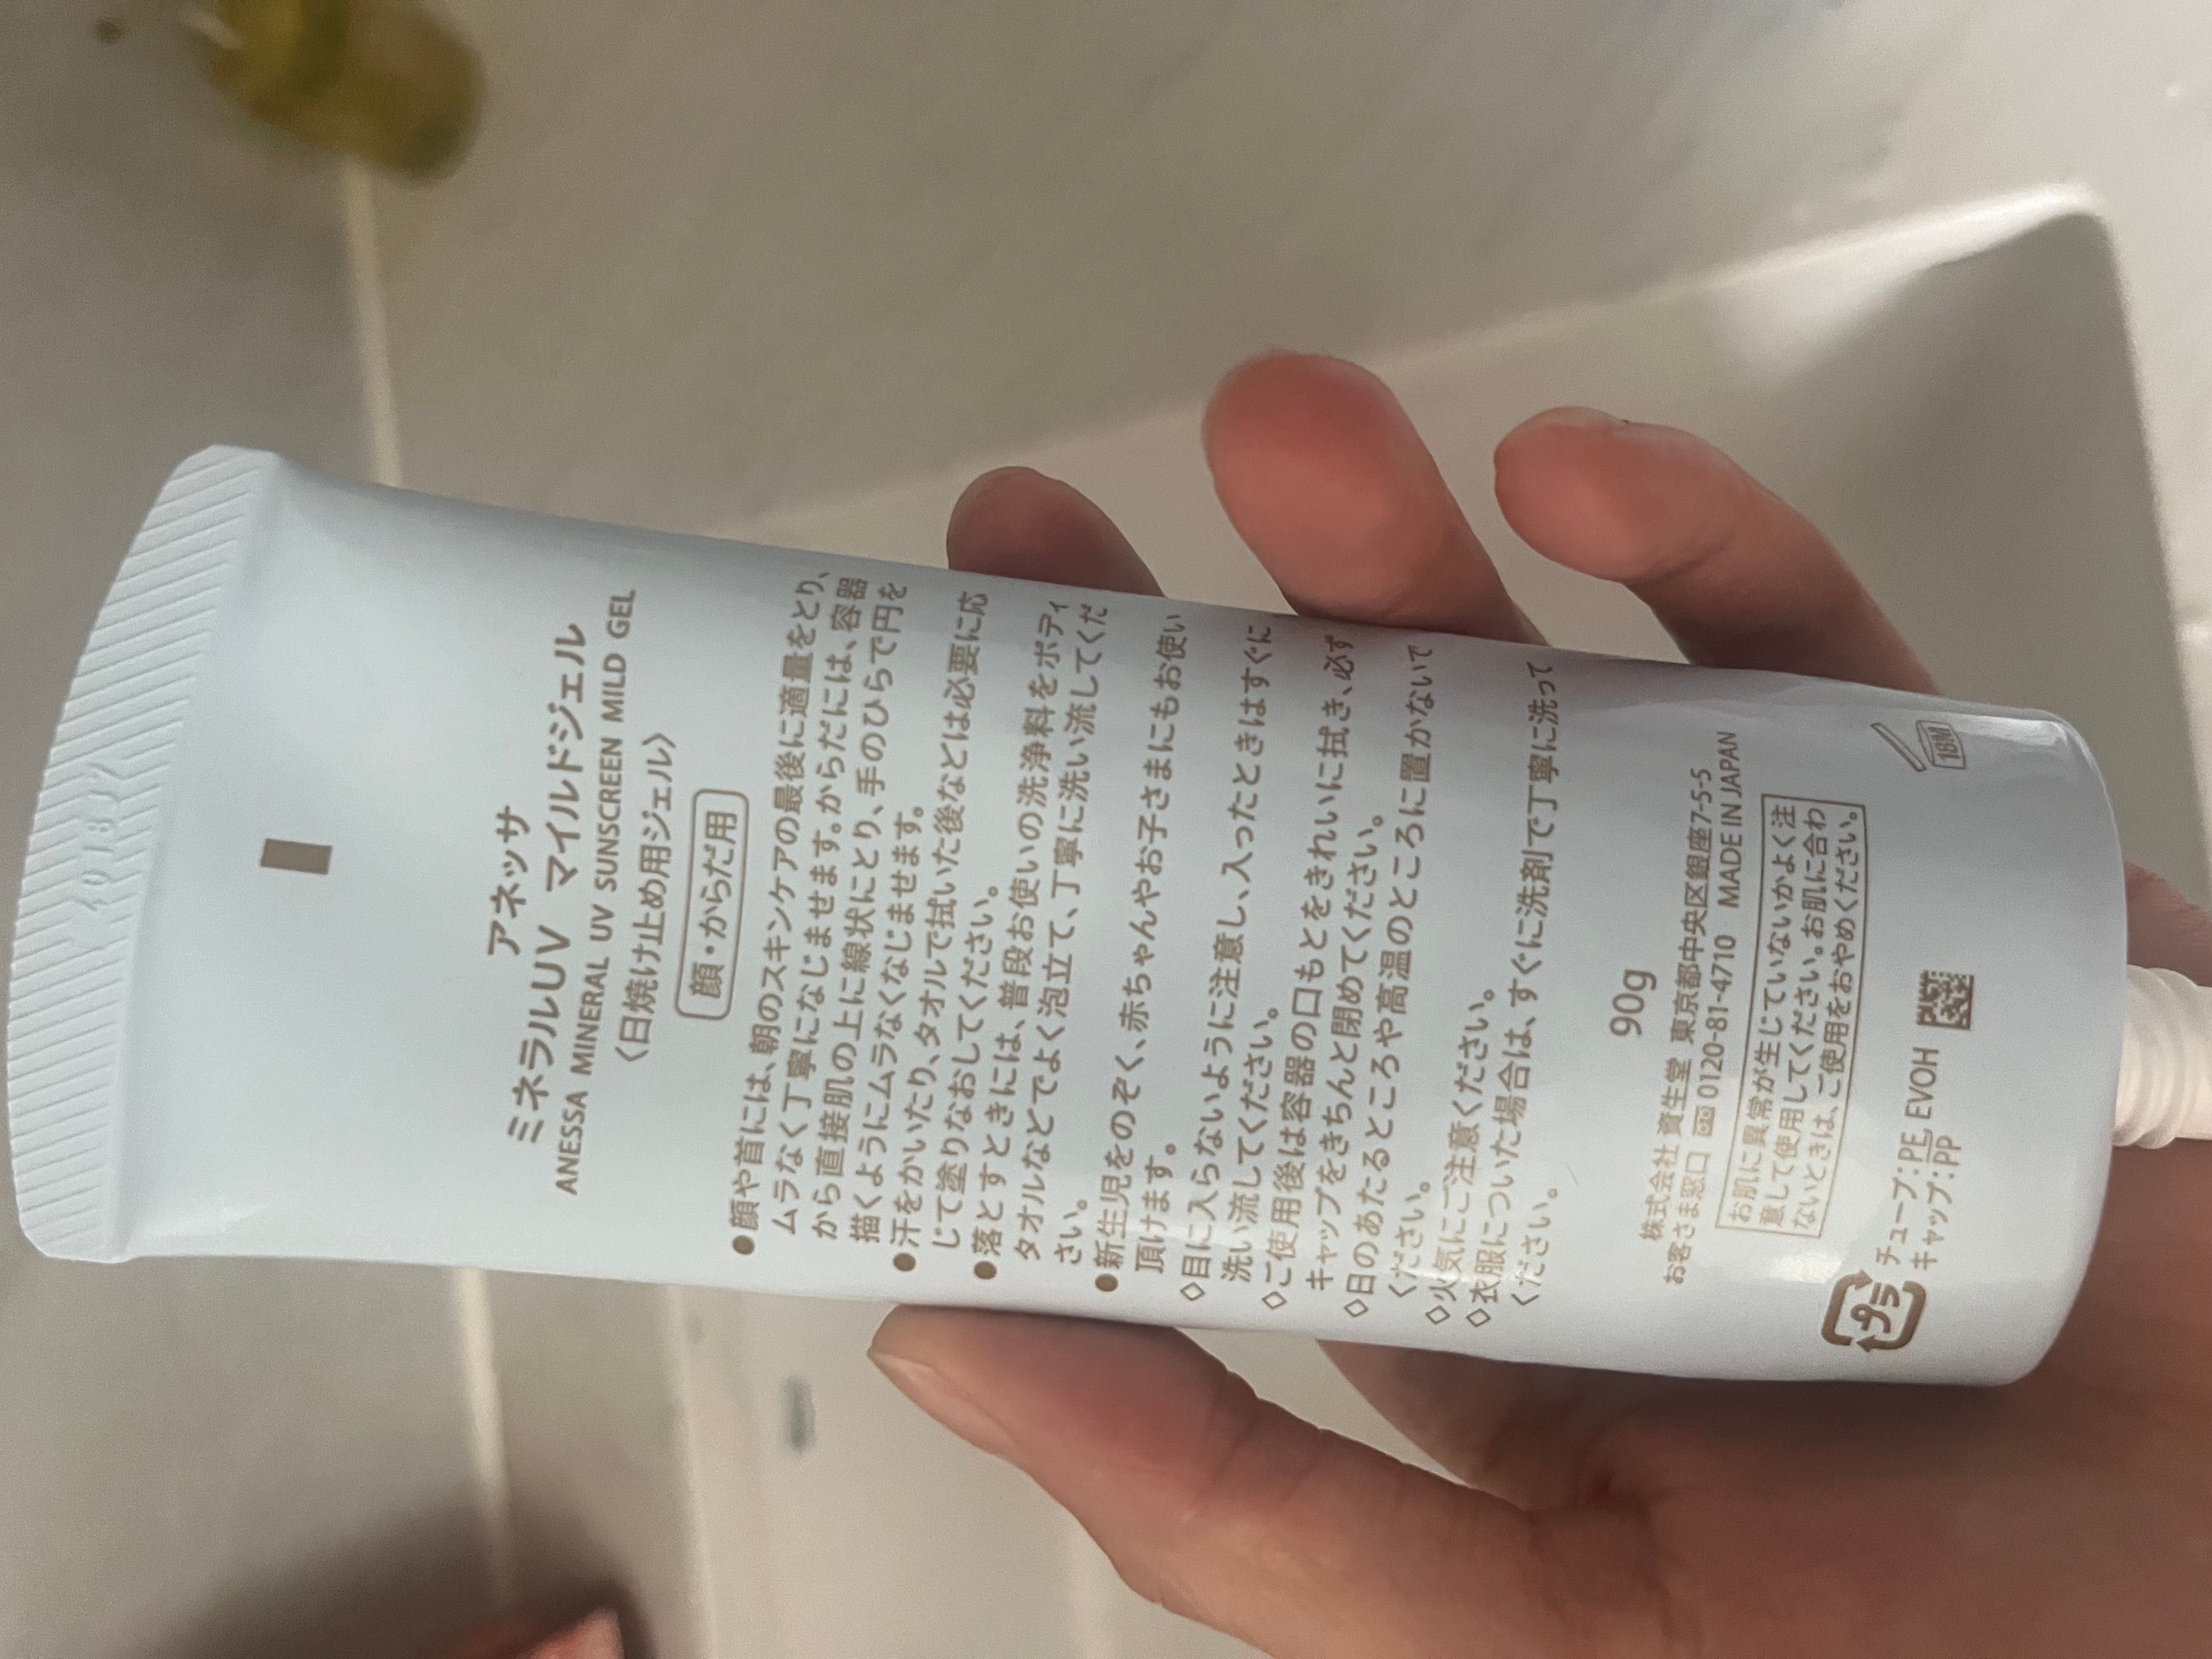 アネッサ
ミネラルUV マイルドジェル
ANESSA MINERAL UV SUNSCREEN MILD GEL
〈日焼け止め用ジェル〉
顔・からだ用
●顔や首には、朝のスキンケアの最後に適量をとり、
ムラなく丁寧になじませます。からだには、容器
から直接肌の上に線状にとり、手のひらで円を
描くようにムラなくなじませます。
●汗をかいたり、タオルで拭いた後などは必要に応
じて塗りなおしてください。
●落とすときには、普段お使いの洗浄料をボディ
タオルなどでよく泡立て、丁寧に洗い流してくだ
さい。
●新生児をのぞく、赤ちゃんやお子さまにもお使い
頂けます。
◇目に入らないように注意し、入ったときはすぐに
洗い流してください。
◇ご使用後は容器の口もとをきれいに拭き、必ず
キャップをきちんと閉めてください。
◇日のあたるところや高温のところに置かないで
ください。
◇火気にご注意ください。
◇衣服についた場合は、すぐに洗剤で丁寧に洗って
ください。
90g
株式会社 資生堂 東京都中央区銀座7-5-5
お客さま窓口 0120-81-4710 MADE IN JAPAN
お肌に異常が生じていないかよく注
意して使用してください。お肌に合わ
ないときは、ご使用をおやめください。
18M
プラ
チューブ:PE, EVOH
キャップ:PP